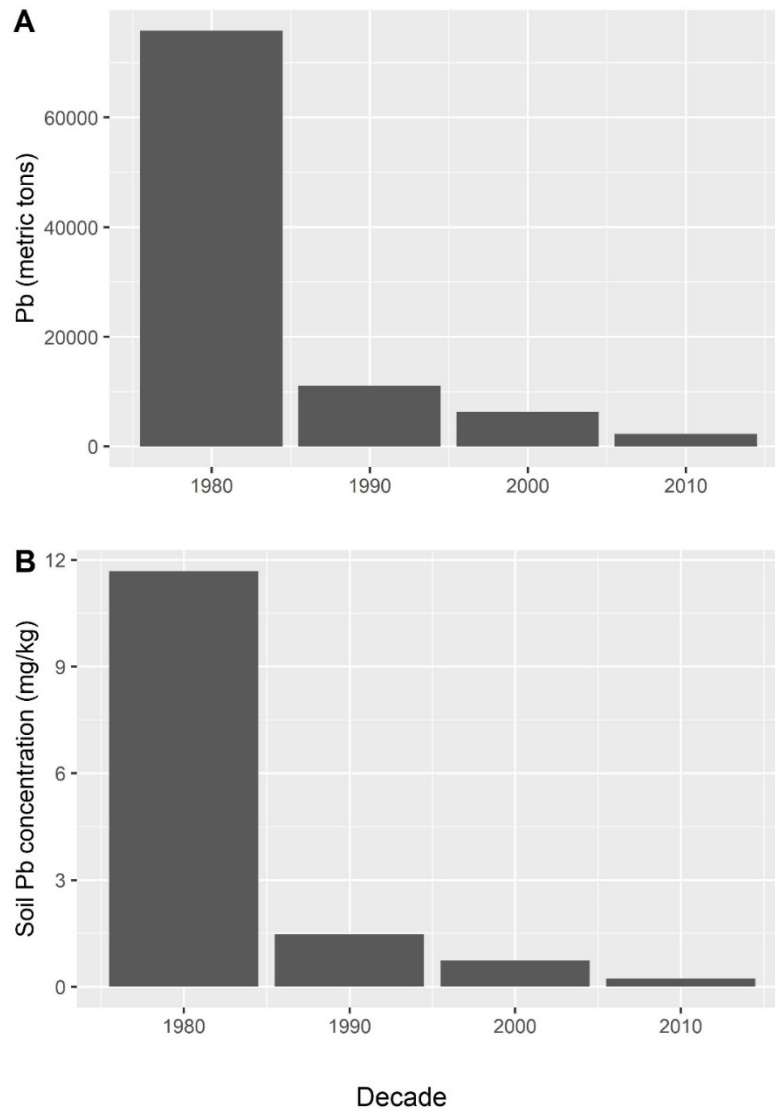 A
Pb (metric tons)
60000
40000
20000
0
1980 1990 2000 2010
B
Soil Pb concentration (mg/kg)
12
9
6
3
0
1980 1990 2000 2010
Decade